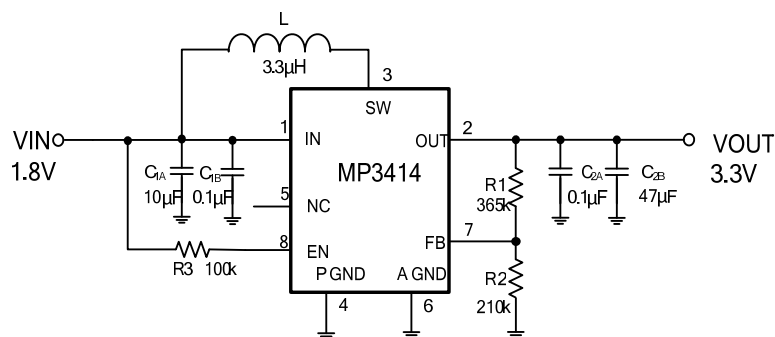 L
3.3µH
3
SW
VIN
1.8V
1
IN
OUT
2
VOUT
3.3V
MP3414
C1A
10µF
C1B
0.1µF
5
NC
R1
365k
C2A
0.1µF
C2B
47µF
8
EN
FB
7
R3 100k
P GND
A GND
R2
210k
4
6